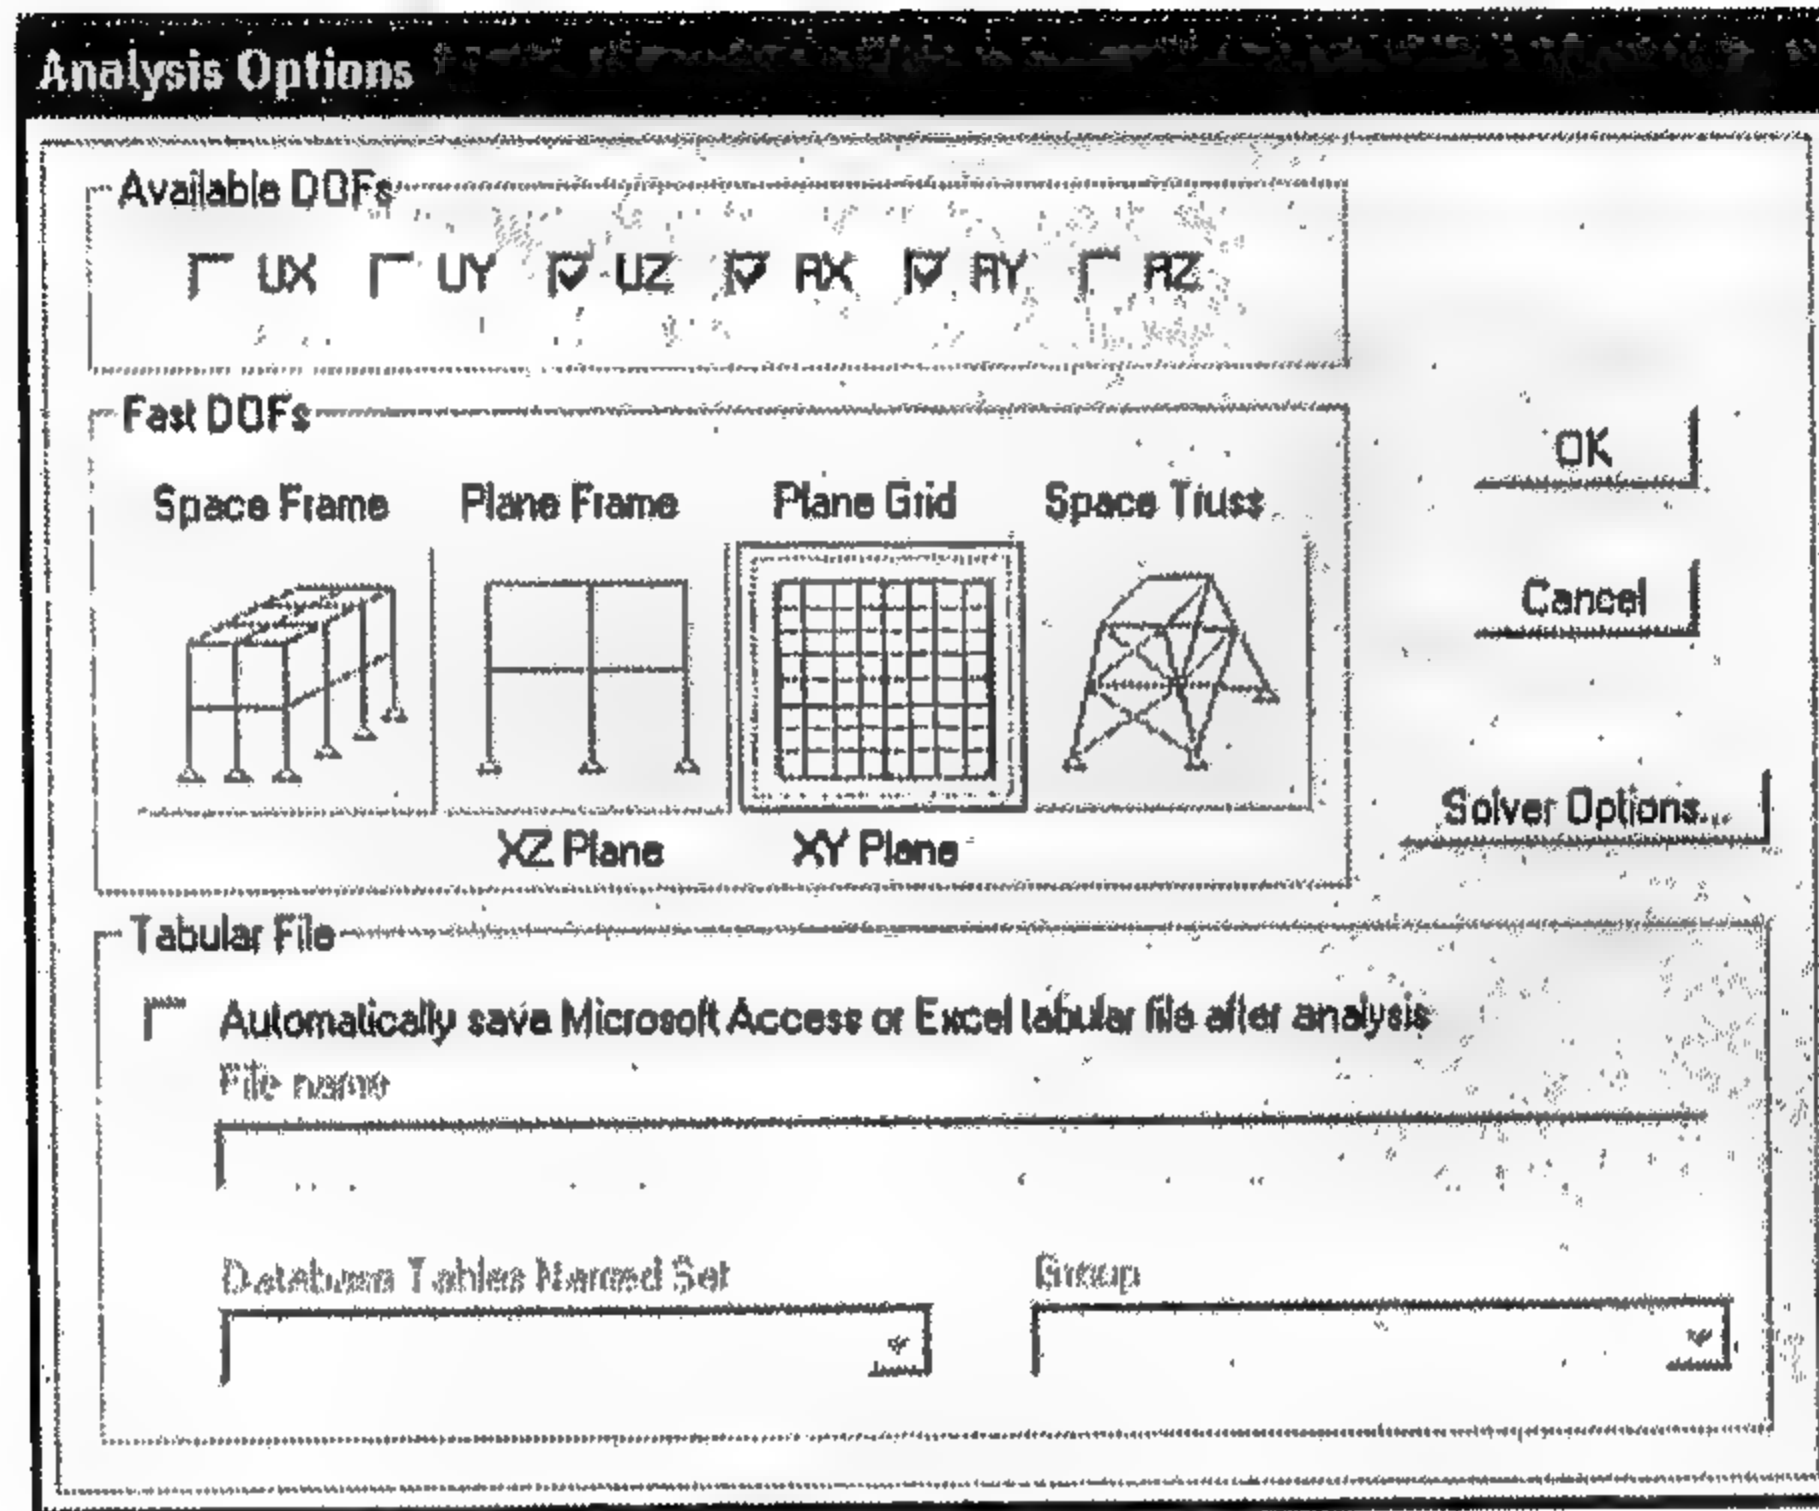 Analysis Options
Available DOFs
UX UY UZ RX RY RZ
Fast DOFs
Space Frame Plane Frame Plane Grid Space Truss
OK
Cancel
Solver Options...
XZ Plane XY Plane
Tabular File
Automatically save Microsoft Access or Excel tabular file after analysis
File name
Database Tables Named Set Group